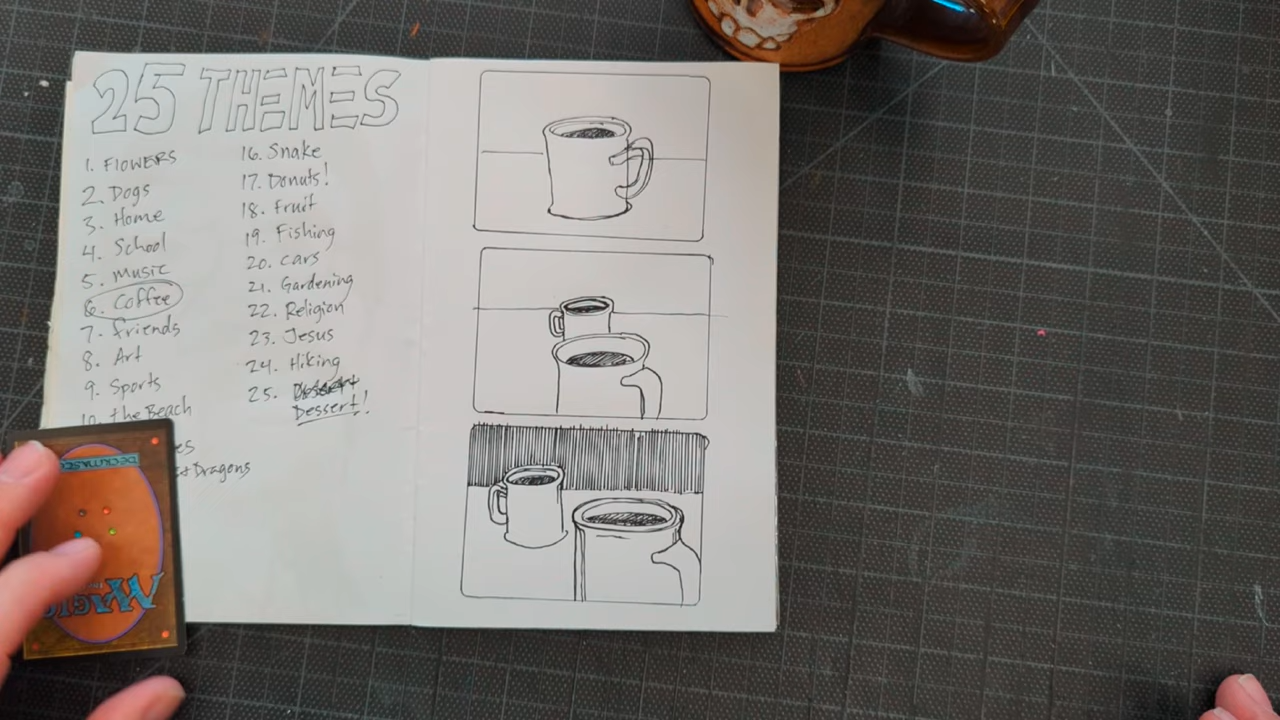 25 THEMES
1. FLOWERS
2. Dogs
3. Home
4. School
5. music
6. Coffee
7. friends
8. Art
9. Sports
10. the Beach
es
& Dragons
16. Snake
17. Donuts!
18. fruit
19. Fishing
20. cars
21. Gardening
22. Religion
23. Jesus
24. Hiking
25. Dessert
Dessert!
DECKMASTER
MAGIC